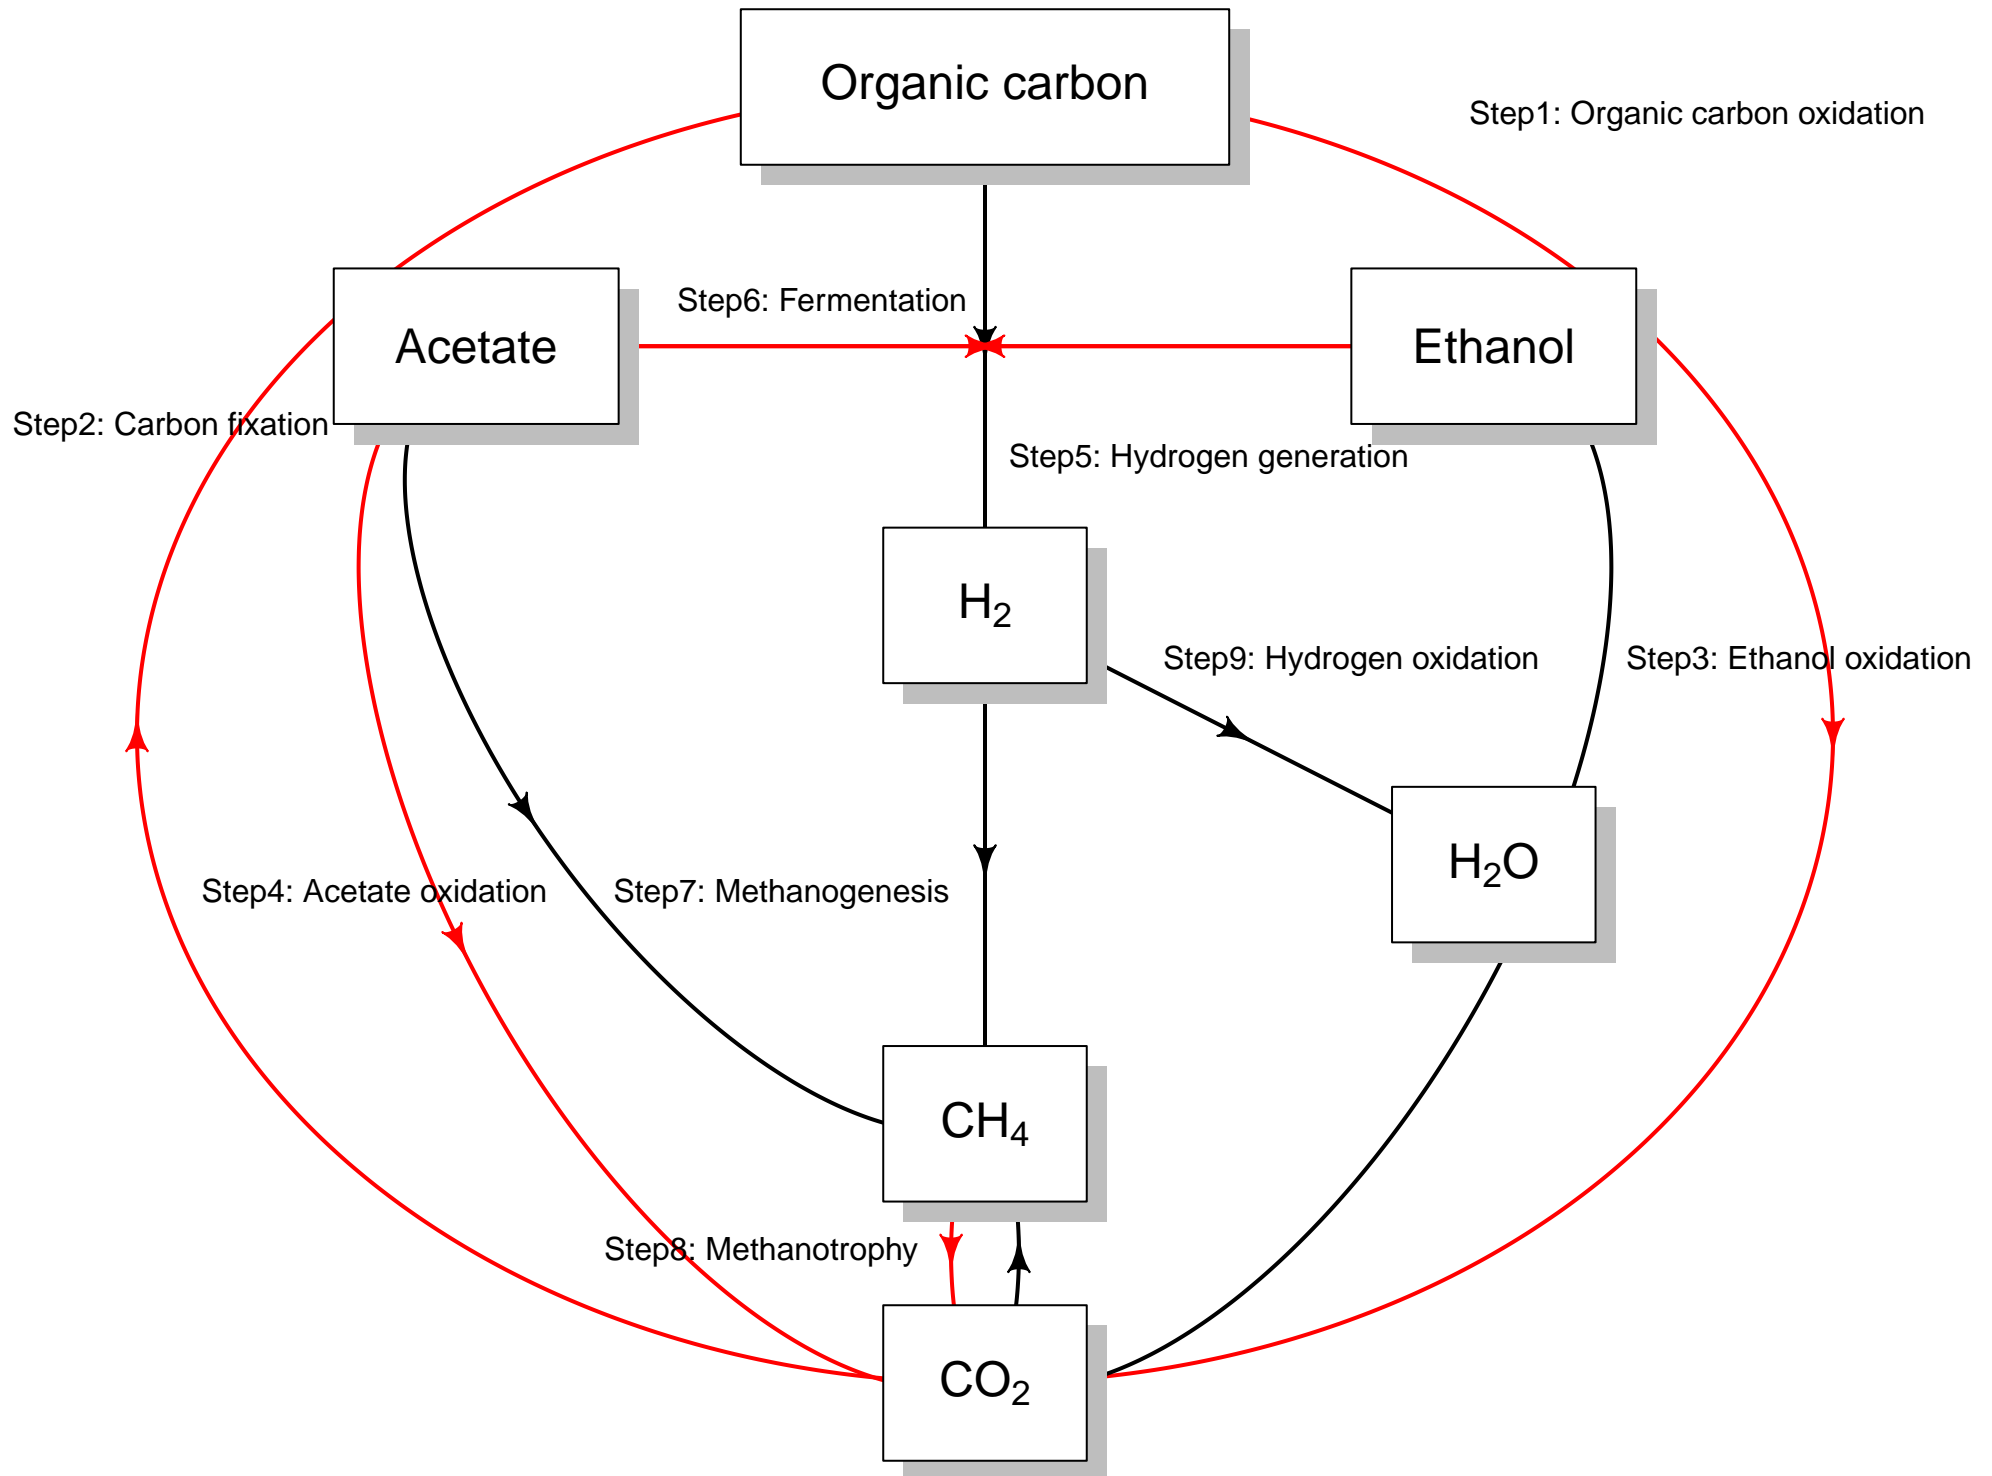 Organic carbon
Step1: Organic carbon oxidation
Step6: Fermentation
Acetate
Ethanol
Step2: Carbon fixation
Step5: Hydrogen generation
H₂
Step9: Hydrogen oxidation
Step3: Ethanol oxidation
H₂O
Step4: Acetate oxidation
Step7: Methanogenesis
CH₄
Step8: Methanotrophy
CO₂